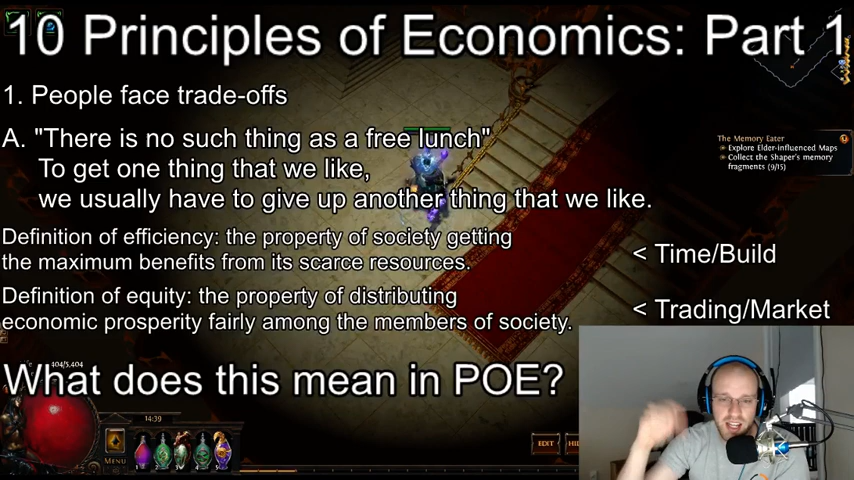 10 Principles of Economics: Part 1
1. People face trade-offs
A. "There is no such thing as a free lunch"
To get one thing that we like,
we usually have to give up another thing that we like.
Definition of efficiency: the property of society getting
the maximum benefits from its scarce resources.
< Time/Build
Definition of equity: the property of distributing
economic prosperity fairly among the members of society.
< Trading/Market
What does this mean in POE?
The Memory Eater
Explore Elder-influenced Maps
Collect the Shaper's memory
fragments (9/15)
404/5,404
14:39
MENU
EDIT